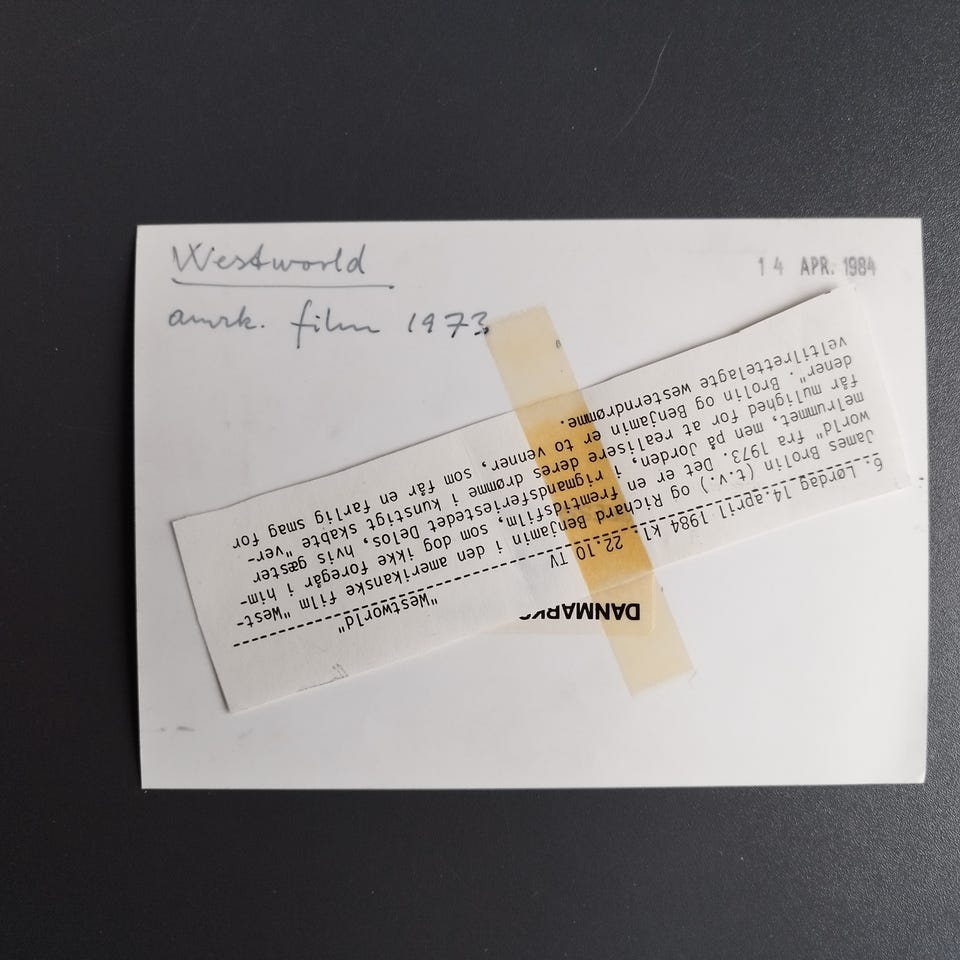 Westworld
amrk. film 1973
14 APR. 1984
6. Lørdag 14.april 1984 kl. 22.10 TV "Westworld"
James Brolin (t.v.) og Richard Benjamin i den amerikanske film "West-
world" fra 1973. Det er en fremtidsfilm, som dog ikke foregår i him-
melrummet, men på Jorden, i rigmandsferiestedet Delos, hvis gæster
får mulighed for at realisere deres drømme i kunstigt skabte "ver-
dener". Brolin og Benjamin er to venner, som får en farlig smag for
veltilrettelagte westerndrømme.
DANMARKS